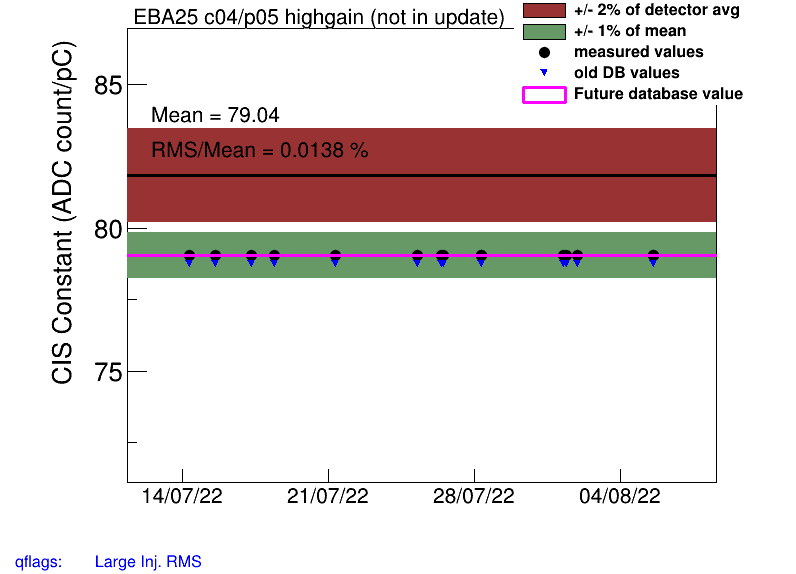 EBA25 c04/p05 highgain (not in update)
+/- 2% of detector avg
+/- 1% of mean
measured values
old DB values
Future database value
CIS Constant (ADC count/pC)
85
80
75
Mean = 79.04
RMS/Mean = 0.0138 %
14/07/22 21/07/22 28/07/22 04/08/22
qflags: Large Inj. RMS